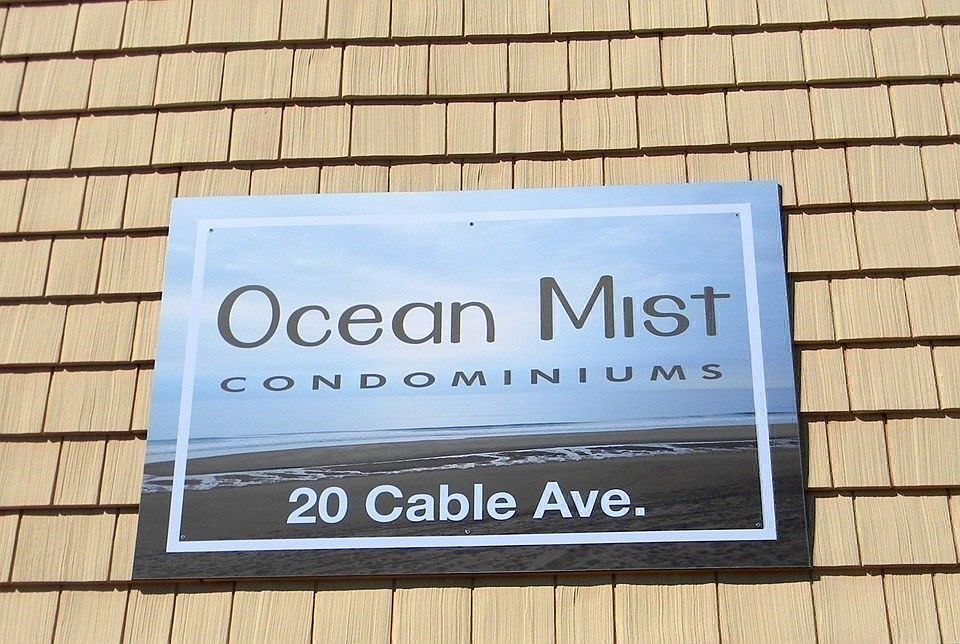 Ocean Mist
CONDOMINIUMS
20 Cable Ave.